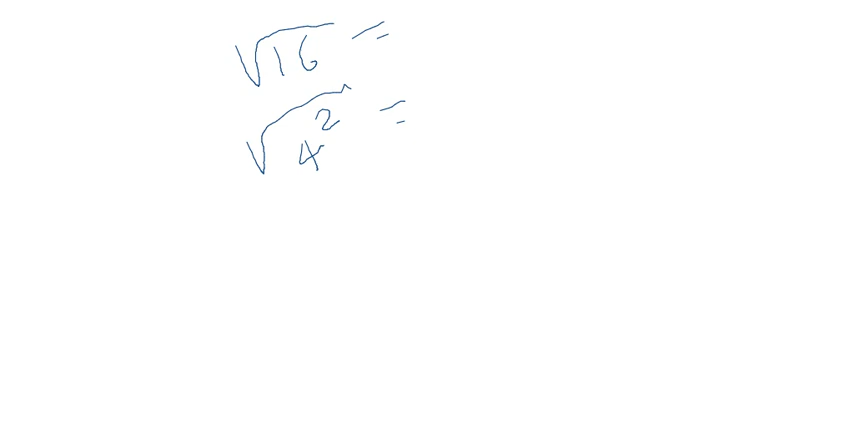 √16 =
√4² =